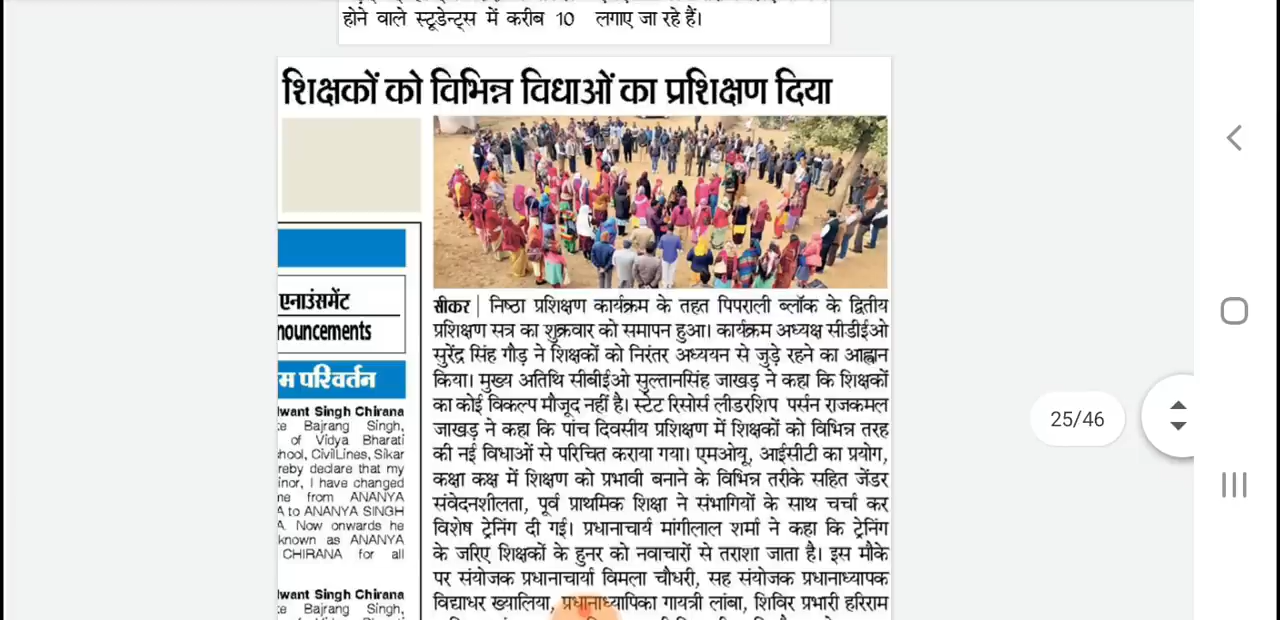 होने वाले स्टूडेन्ट्स में करीब 10
लगाए जा रहे हैं।
शिक्षकों को विभिन्न विधाओं का प्रशिक्षण दिया
एनाउंसमेंट
nouncements
म परिवर्तन
lwant Singh Chirana
Bajrang Singh,
of Vidya Bharati
hool, CivilLines, Sikar
reby declare that my
inor, I have changed
ne from ANANYA
A to ANANYA SINGH
A. Now onwards he
known as ANANYA
CHIRANA for all
lwant Singh Chirana
Bajrang Singh,
सीकर | निष्ठा प्रशिक्षण कार्यक्रम के तहत पिपराली ब्लॉक के द्वितीय
प्रशिक्षण सत्र का शुक्रवार को समापन हुआ। कार्यक्रम अध्यक्ष सीडीईओ
सुरेंद्र सिंह गौड़ ने शिक्षकों को निरंतर अध्ययन से जुड़े रहने का आह्वान
किया। मुख्य अतिथि सीबीईओ सुल्तानसिंह जाखड़ ने कहा कि शिक्षकों
का कोई विकल्प मौजूद नहीं है। स्टेट रिसोर्स लीडरशिप पर्सन राजकमल
जाखड़ ने कहा कि पांच दिवसीय प्रशिक्षण में शिक्षकों को विभिन्न तरह
की नई विधाओं से परिचित कराया गया। एमओयू, आईसीटी का प्रयोग,
कक्षा कक्ष में शिक्षण को प्रभावी बनाने के विभिन्न तरीके सहित जेंडर
संवेदनशीलता, पूर्व प्राथमिक शिक्षा ने संभागियों के साथ चर्चा कर
विशेष ट्रेनिंग दी गई। प्रधानाचार्य मांगीलाल शर्मा ने कहा कि ट्रेनिंग
के जरिए शिक्षकों के हुनर को नवाचारों से तराशा जाता है। इस मौके
पर संयोजक प्रधानाचार्या विमला चौधरी, सह संयोजक प्रधानाध्यापक
विद्याधर ख्यालिया, प्रधानाध्यापिका गायत्री लांबा, शिविर प्रभारी हरिराम
25/46